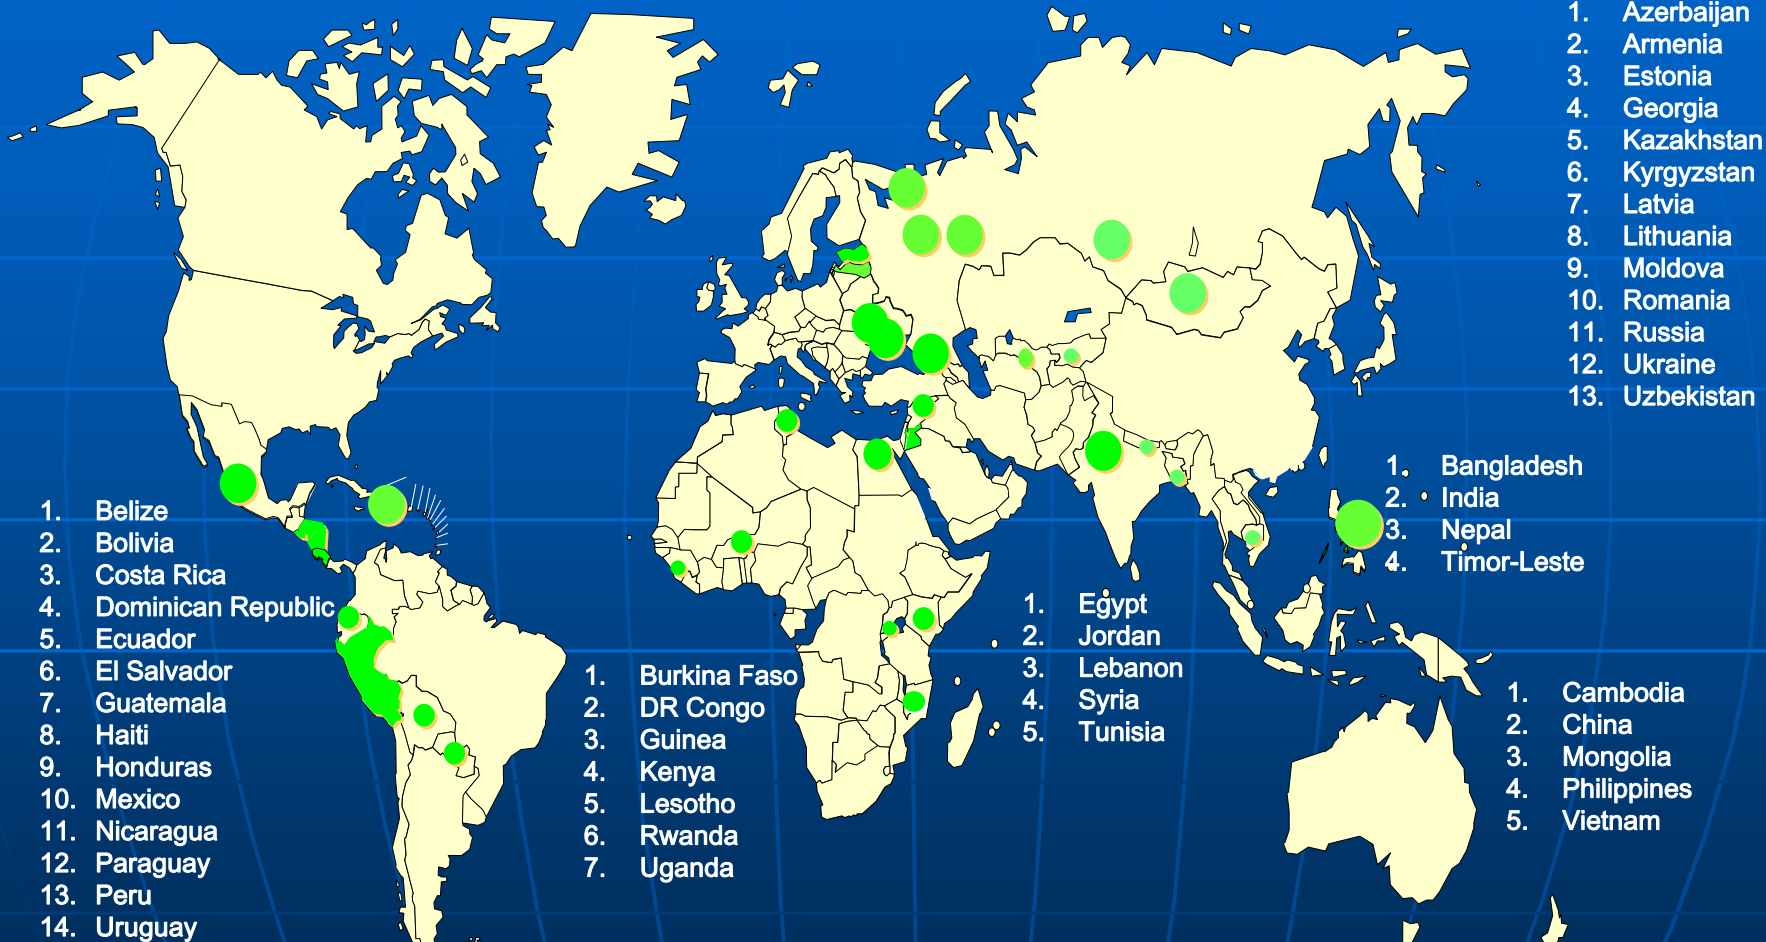 1. Azerbaijan
2. Armenia
3. Estonia
4. Georgia
5. Kazakhstan
6. Kyrgyzstan
7. Latvia
8. Lithuania
9. Moldova
10. Romania
11. Russia
12. Ukraine
13. Uzbekistan
1. Bangladesh
2. India
3. Nepal
4. Timor-Leste
1. Belize
2. Bolivia
3. Costa Rica
4. Dominican Republic
5. Ecuador
6. El Salvador
7. Guatemala
8. Haiti
9. Honduras
10. Mexico
11. Nicaragua
12. Paraguay
13. Peru
14. Uruguay
1. Burkina Faso
2. DR Congo
3. Guinea
4. Kenya
5. Lesotho
6. Rwanda
7. Uganda
1. Egypt
2. Jordan
3. Lebanon
4. Syria
5. Tunisia
1. Cambodia
2. China
3. Mongolia
4. Philippines
5. Vietnam